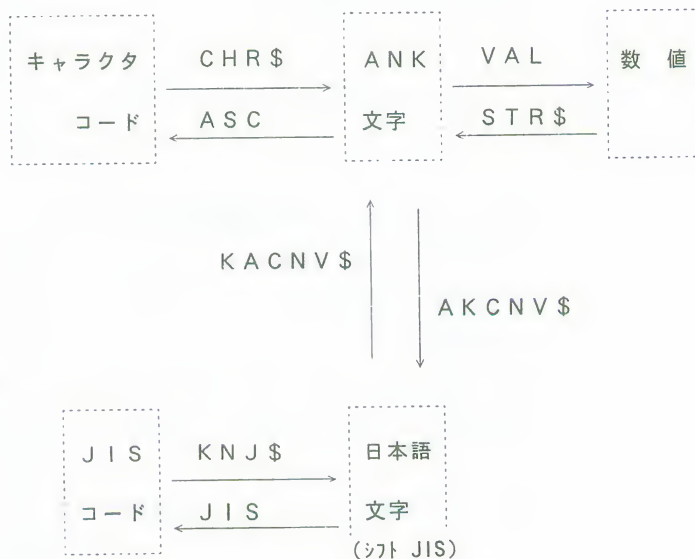 キャラクタ
コード
CHR$
ASC
ANK
文字
VAL
STR$
数 値
KACNV$
AKCNV$
JIS
コード
KNJ$
JIS
日本語
文字
(ｼﾌﾄ JIS)